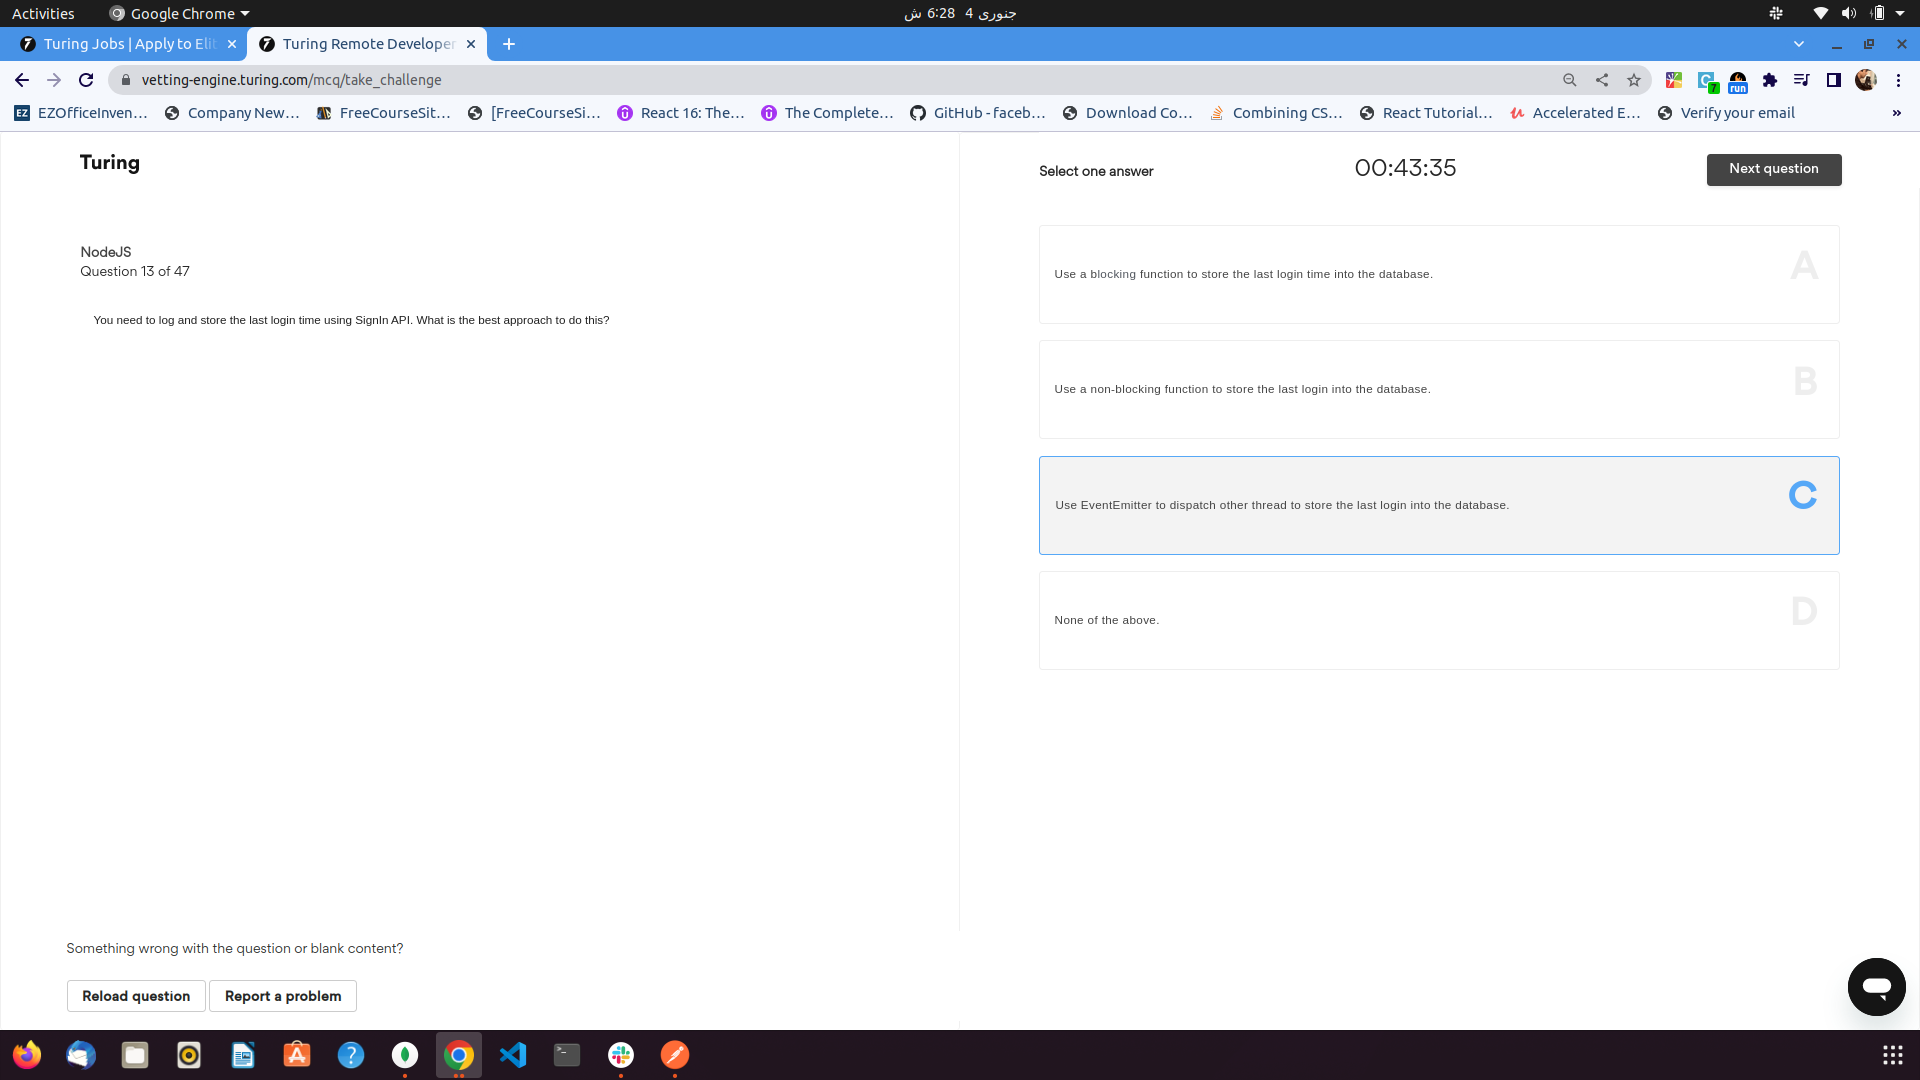 Activities
Google Chrome
جنوری 4 6:28 ش
Turing Jobs | Apply to Elit
Turing Remote Developer
vetting-engine.turing.com/mcq/take_challenge
7
run
EZ EZOfficeInven...
Company New...
FreeCourseSit...
[FreeCourseSi...
React 16: The...
The Complete...
GitHub - faceb...
Download Co...
Combining CS...
React Tutorial...
Accelerated E...
Verify your email
»
Turing
NodeJS
Question 13 of 47
You need to log and store the last login time using SignIn API. What is the best approach to do this?
Something wrong with the question or blank content?
Reload question
Report a problem
Select one answer
00:43:35
Next question
Use a blocking function to store the last login time into the database.
A
Use a non-blocking function to store the last login into the database.
B
Use EventEmitter to dispatch other thread to store the last login into the database.
C
None of the above.
D